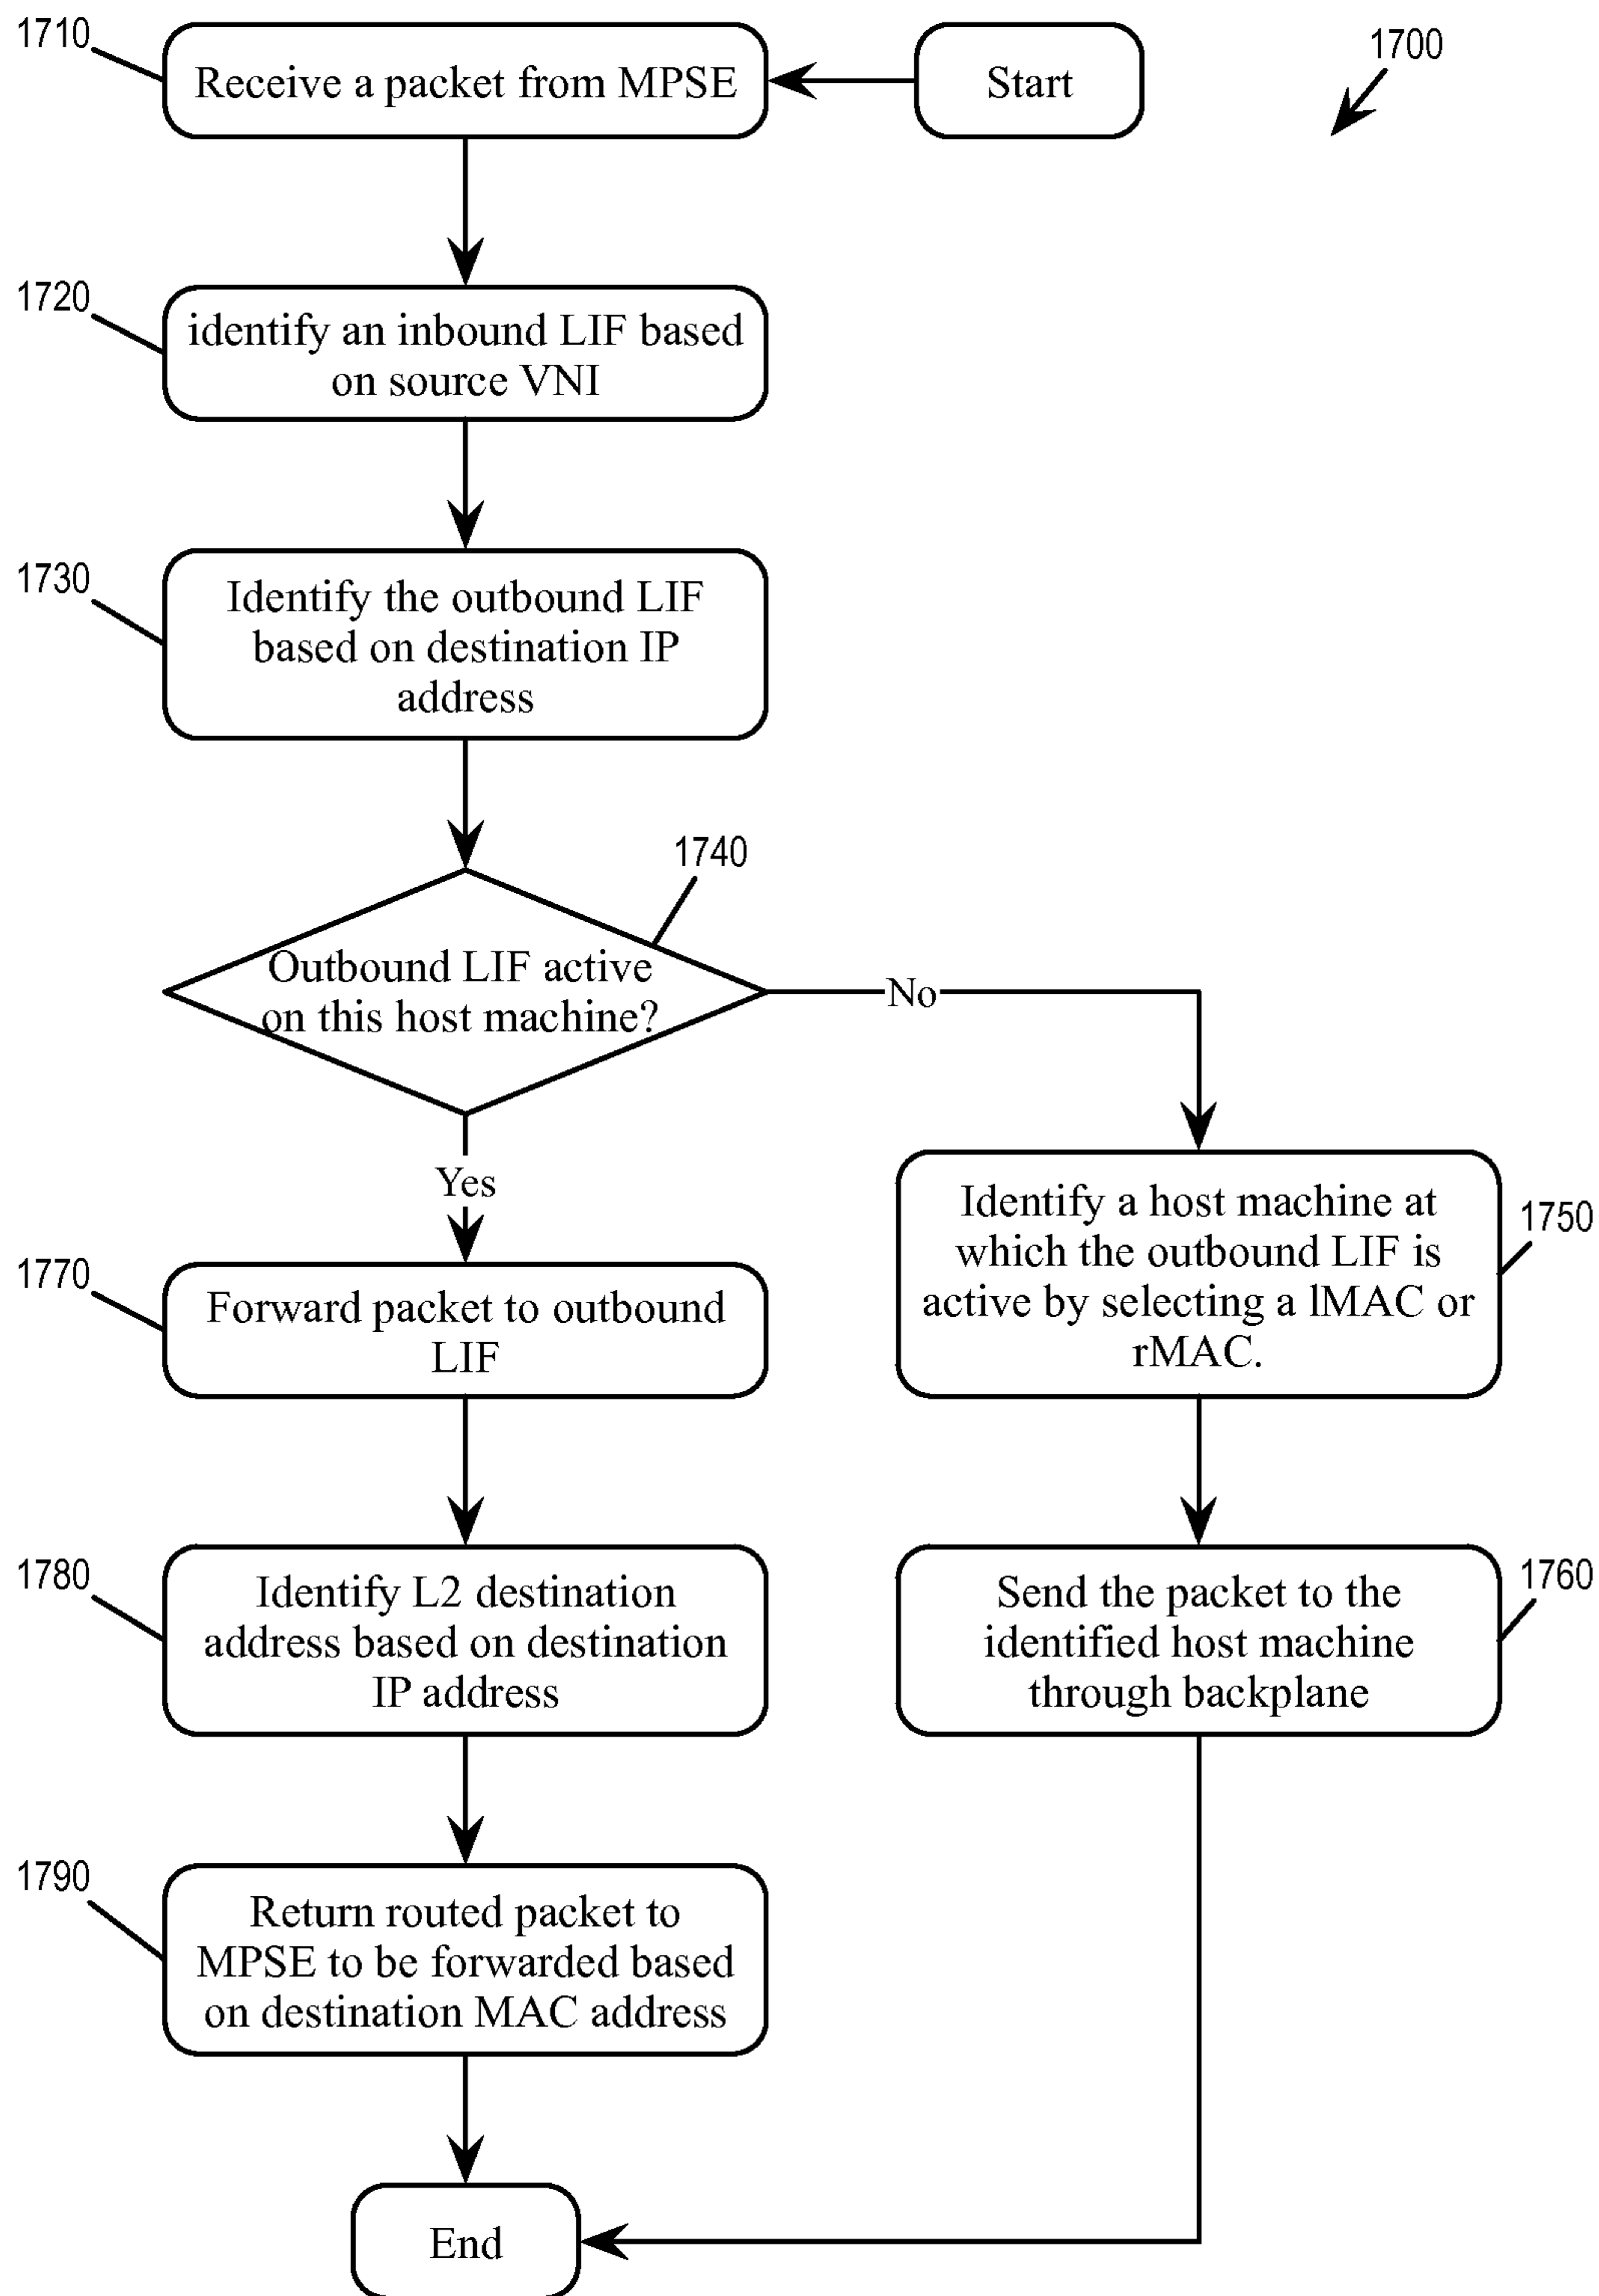 1710
Receive a packet from MPSE
Start
1700
1720
identify an inbound LIF based
on source VNI
1730
Identify the outbound LIF
based on destination IP
address
1740
Outbound LIF active
on this host machine?
No
Yes
1750
Identify a host machine at
which the outbound LIF is
active by selecting a lMAC or
rMAC.
1770
Forward packet to outbound
LIF
1780
Identify L2 destination
address based on destination
IP address
1760
Send the packet to the
identified host machine
through backplane
1790
Return routed packet to
MPSE to be forwarded based
on destination MAC address
End